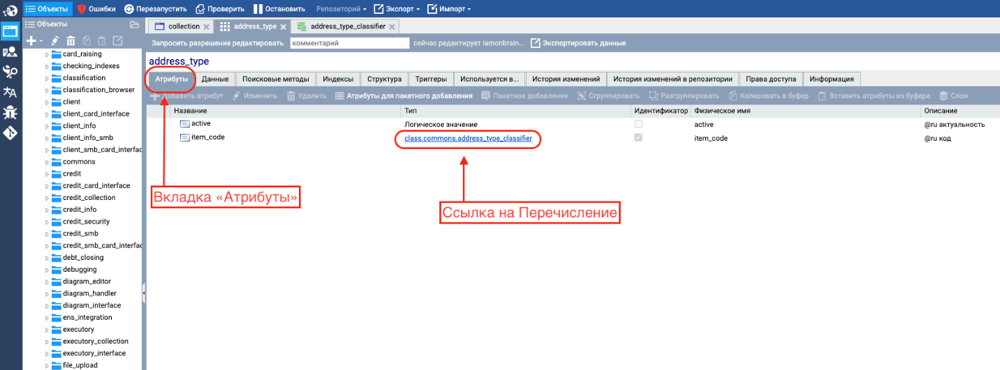 Объекты Ошибки Перезапустить Проверить Остановить Репозиторий Экспорт Импорт
Объекты
collection address_type address_type_classifier
Запросить разрешение редактировать комментарий сейчас редактирует iamonbrain... Экспортировать данные
address_type
Атрибуты Данные Поисковые методы Индексы Структура Триггеры Используется в... История изменений История изменений в репозитории Права доступа Информация
Добавить атрибут Изменить Удалить Атрибуты для пакетного добавления Пакетное добавление Сгруппировать Разгруппировать Копировать в буфер Вставить атрибуты из буфера Слои
Название Тип Идентификатор Физическое имя Описание
active Логическое значение active @ru актуальность
item_code class.commons.address_type_classifier item_code @ru код
Вкладка «Атрибуты»
Ссылка на Перечисление
card_raising
checking_indexes
classification
classification_browser
client
client_card_interface
client_info
client_info_smb
client_smb_card_interfac
commons
credit
credit_card_interface
credit_collection
credit_info
credit_security
credit_smb
credit_smb_card_interfac
debt_closing
debugging
diagram_editor
diagram_handler
diagram_interface
ens_integration
executory
executory_collection
executory_interface
file_upload